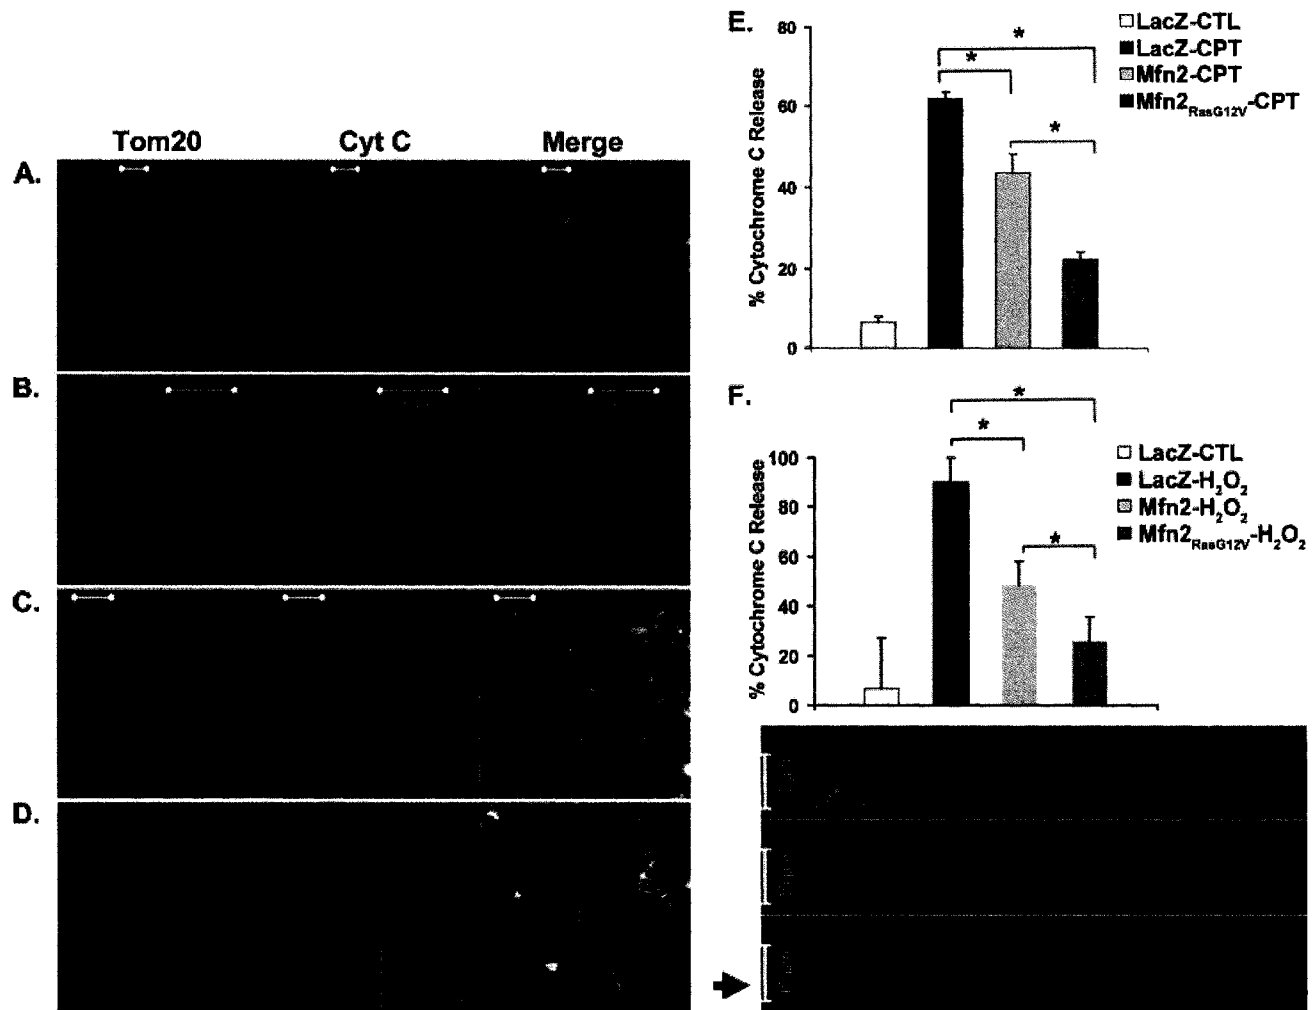 Tom20 Cyt C Merge
A.
B.
C.
D.
E.
% Cytochrome C Release
80
60
40
20
0
LacZ-CTL
LacZ-CPT
Mfn2-CPT
Mfn2RasG12V-CPT
*
*
*
F.
% Cytochrome C Release
100
80
60
40
20
0
LacZ-CTL
LacZ-H2O2
Mfn2-H2O2
Mfn2RasG12V-H2O2
*
*
*